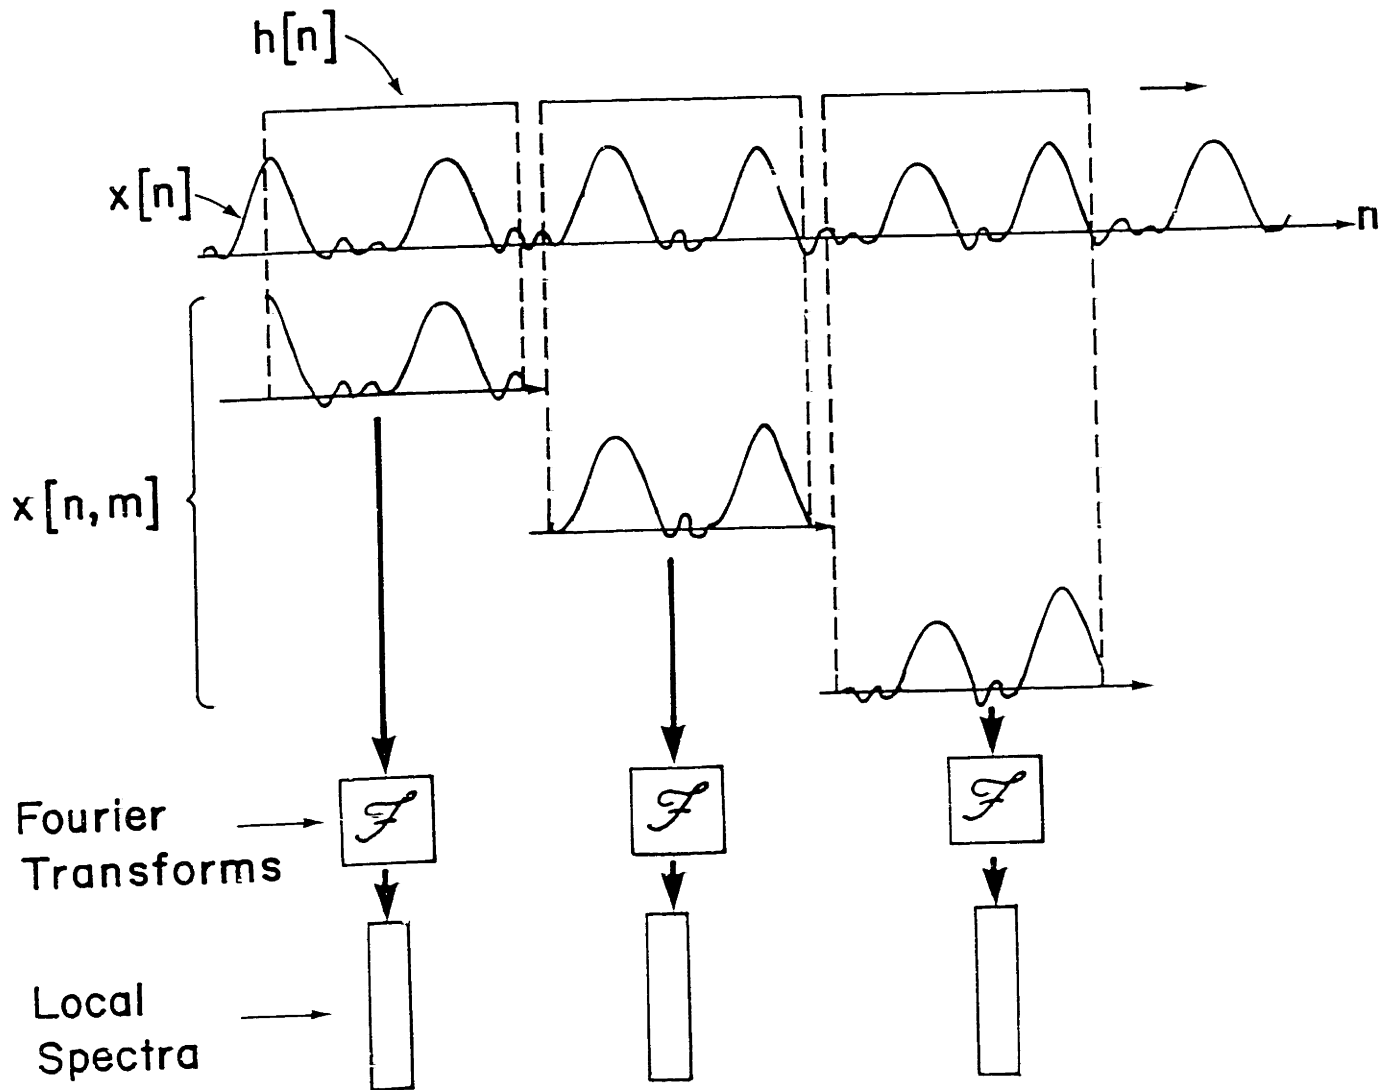 h[n]
x[n]
n
x[n,m]
ℱ ℱ ℱ
Fourier
Transforms
Local
Spectra